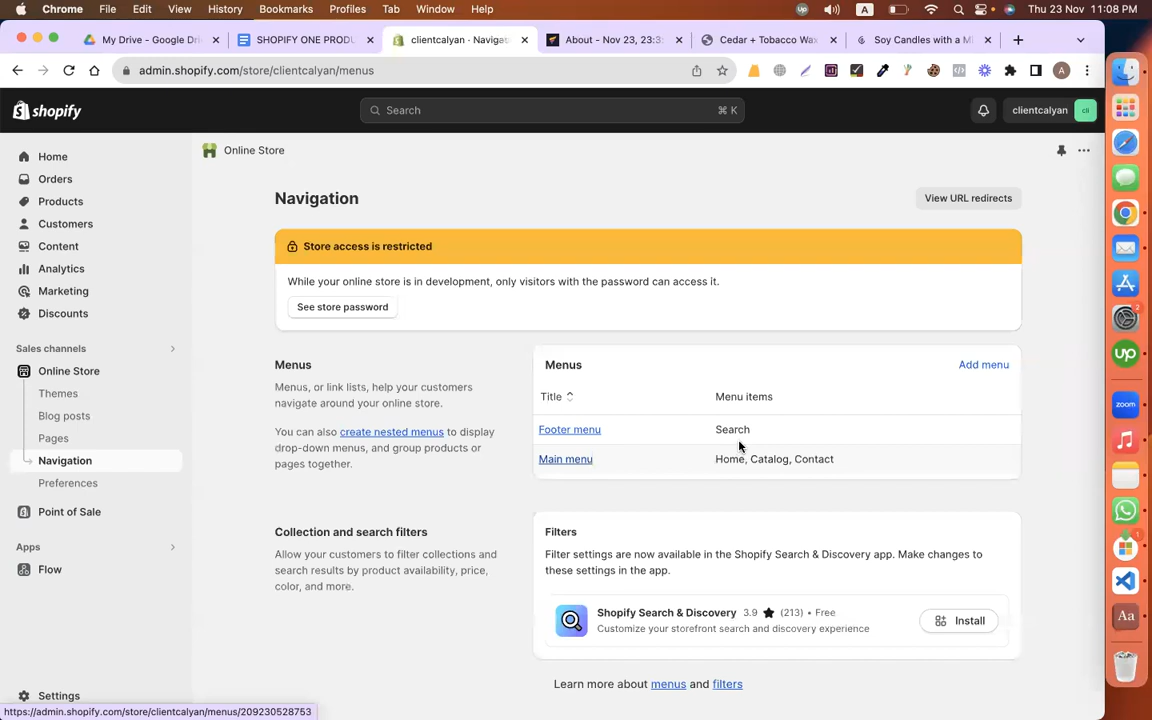 Chrome File Edit View History Bookmarks Profiles Tab Window Help A Thu 23 Nov 11:08 PM
My Drive - Google Dri SHOPIFY ONE PRODU clientcalyan · Navigat About - Nov 23, 23:3 Cedar + Tobacco Wax Soy Candles with a Mi
admin.shopify.com/store/clientcalyan/menus A
shopify Search ⌘ K clientcalyan cli
Home
Orders
Products
Customers
Content
Analytics
Marketing
Discounts
Sales channels
Online Store
Themes
Blog posts
Pages
Navigation
Preferences
Point of Sale
Apps
Flow
Settings
Online Store
Navigation View URL redirects
Store access is restricted
While your online store is in development, only visitors with the password can access it.
See store password
Menus
Menus, or link lists, help your customers
navigate around your online store.
You can also create nested menus to display
drop-down menus, and group products or
pages together.
Menus Add menu
Title Menu items
Footer menu Search
Main menu Home, Catalog, Contact
Collection and search filters
Allow your customers to filter collections and
search results by product availability, price,
color, and more.
Filters
Filter settings are now available in the Shopify Search & Discovery app. Make changes to
these settings in the app.
Shopify Search & Discovery 3.9 ★ (213) • Free
Customize your storefront search and discovery experience
Install
Learn more about menus and filters
https://admin.shopify.com/store/clientcalyan/menus/209230528753
2
up
zoom
1
Aa